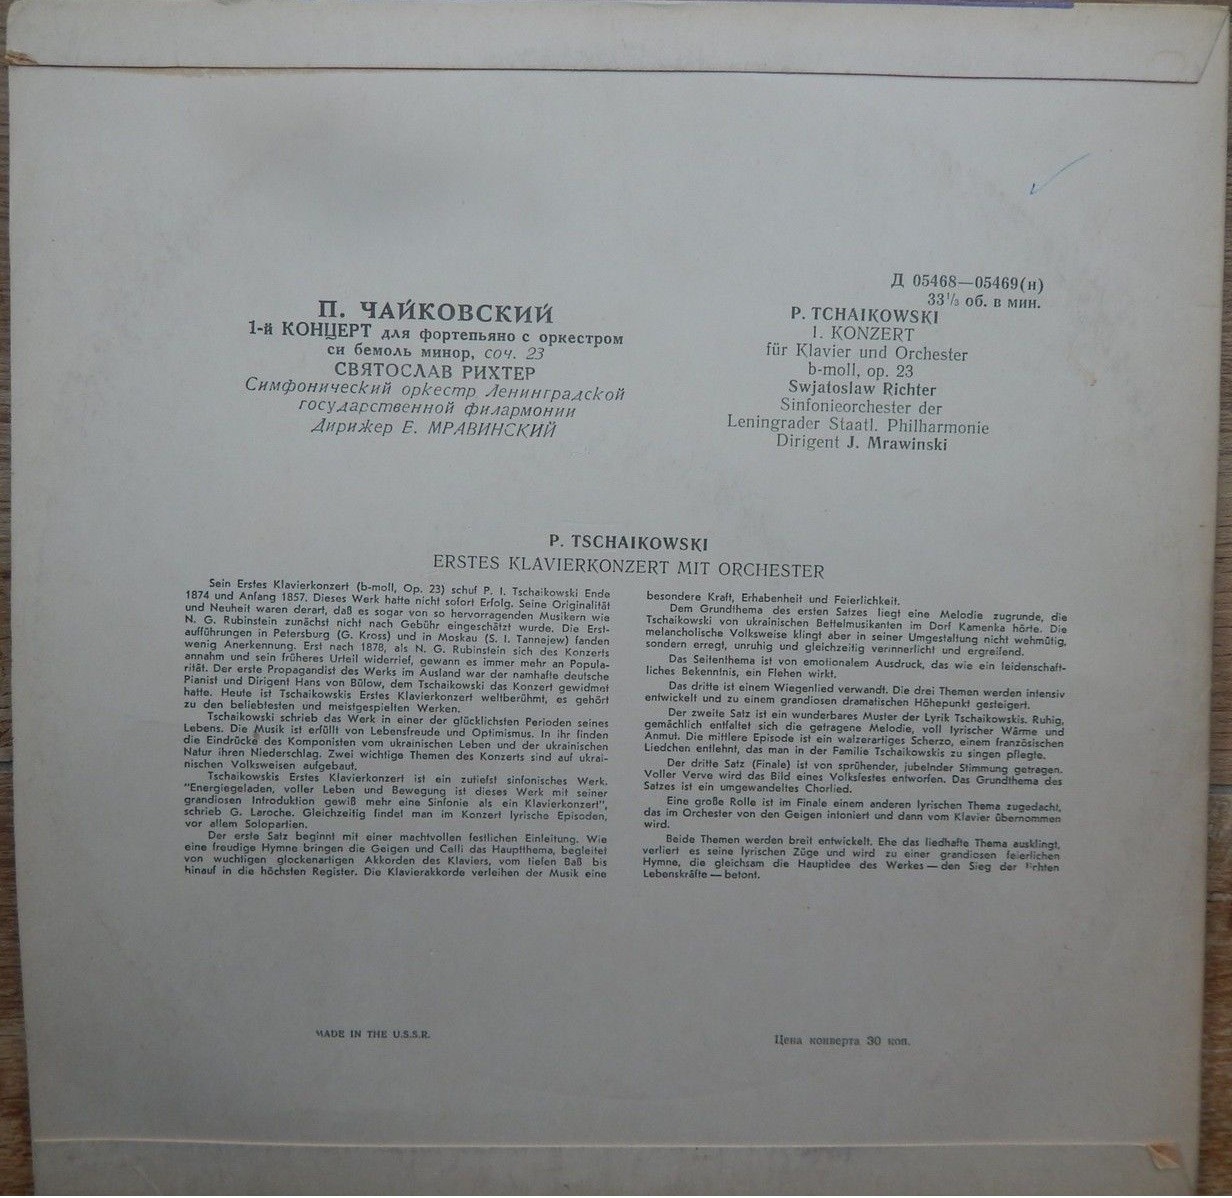 П. ЧАЙКОВСКИЙ
1-й КОНЦЕРТ для фортепьяно с оркестром
си бемоль минор, соч. 23
СВЯТОСЛАВ РИХТЕР
Симфонический оркестр Ленинградской
государственной филармонии
Дирижер Е. МРАВИНСКИЙ
Д 05468—05469(н)
33⅓ об. в мин.
P. TCHAIKOWSKI
I. KONZERT
für Klavier und Orchester
b-moll, op. 23
Swjatoslaw Richter
Sinfonieorchester der
Leningrader Staatl. Philharmonie
Dirigent J. Mrawinski
P. TSCHAIKOWSKI
ERSTES KLAVIERKONZERT MIT ORCHESTER
Sein Erstes Klavierkonzert (b-moll, Op. 23) schuf P. I. Tschaikowski Ende
1874 und Anfang 1857. Dieses Werk hatte nicht sofort Erfolg. Seine Originalität
und Neuheit waren derart, daß es sogar von so hervorragenden Musikern wie
N. G. Rubinstein zunächst nicht nach Gebühr eingeschätzt wurde. Die Erst-
aufführungen in Petersburg (G. Kross) und in Moskau (S. I. Tannejew) fanden
wenig Anerkennung. Erst nach 1878, als N. G. Rubinstein sich des Konzerts
annahm und sein früheres Urteil widerrief, gewann es immer mehr an Popula-
rität. Der erste Propagandist des Werks im Ausland war der namhafte deutsche
Pianist und Dirigent Hans von Bülow, dem Tschaikowski das Konzert gewidmet
hatte. Heute ist Tschaikowskis Erstes Klavierkonzert weltberühmt, es gehört
zu den beliebtesten und meistgespielten Werken.
Tschaikowski schrieb das Werk in einer der glücklichsten Perioden seines
Lebens. Die Musik ist erfüllt von Lebensfreude und Optimismus. In ihr finden
die Eindrücke des Komponisten vom ukrainischen Leben und der ukrainischen
Natur ihren Niederschlag. Zwei wichtige Themen des Konzerts sind auf ukrai-
nischen Volksweisen aufgebaut.
Tschaikowskis Erstes Klavierkonzert ist ein zutiefst sinfonisches Werk.
"Energiegeladen, voller Leben und Bewegung ist dieses Werk mit seiner
grandiosen Introduktion gewiß mehr eine Sinfonie als ein Klavierkonzert",
schrieb G. Laroche. Gleichzeitig findet man im Konzert lyrische Episoden,
vor allem Solopartien.
Der erste Satz beginnt mit einer machtvollen festlichen Einleitung. Wie
eine freudige Hymne bringen die Geigen und Celli das Hauptthema, begleitet
von wuchtigen glockenartigen Akkorden des Klaviers, vom tiefen Baß bis
hinauf in die höchsten Register. Die Klavierakkorde verleihen der Musik eine
besondere Kraft, Erhabenheit und Feierlichkeit.
Dem Grundthema des ersten Satzes liegt eine Melodie zugrunde, die
Tschaikowski von ukrainischen Bettelmusikanten im Dorf Kamenka hörte. Die
melancholische Volksweise klingt aber in seiner Umgestaltung nicht wehmütig,
sondern erregt, unruhig und gleichzeitig verinnerlicht und ergreifend.
Das Seitenthema ist von emotionalem Ausdruck, das wie ein leidenschaft-
liches Bekenntnis, ein Flehen wirkt.
Das dritte ist einem Wiegenlied verwandt. Die drei Themen werden intensiv
entwickelt und zu einem grandiosen dramatischen Höhepunkt gesteigert.
Der zweite Satz ist ein wunderbares Muster der Lyrik Tschaikowskis. Ruhig,
gemächlich entfaltet sich die getragene Melodie, voll lyrischer Wärme und
Anmut. Die mittlere Episode ist ein walzerartiges Scherzo, einem französischen
Liedchen entlehnt, das man in der Familie Tschaikowskis zu singen pflegte.
Der dritte Satz (Finale) ist von sprühender, jubelnder Stimmung getragen.
Voller Verve wird das Bild eines Volksfestes entworfen. Das Grundthema des
Satzes ist ein umgewandeltes Chorlied.
Eine große Rolle ist im Finale einem anderen lyrischen Thema zugedacht,
das im Orchester von den Geigen intoniert und dann vom Klavier übernommen
wird.
Beide Themen werden breit entwickelt. Ehe das liedhafte Thema ausklingt,
verliert es seine lyrischen Züge und wird zu einer grandiosen feierlichen
Hymne, die gleichsam die Hauptidee des Werkes — den Sieg der lichten
Lebenskräfte — betont.
MADE IN THE U.S.S.R.
Цена конверта 30 коп.